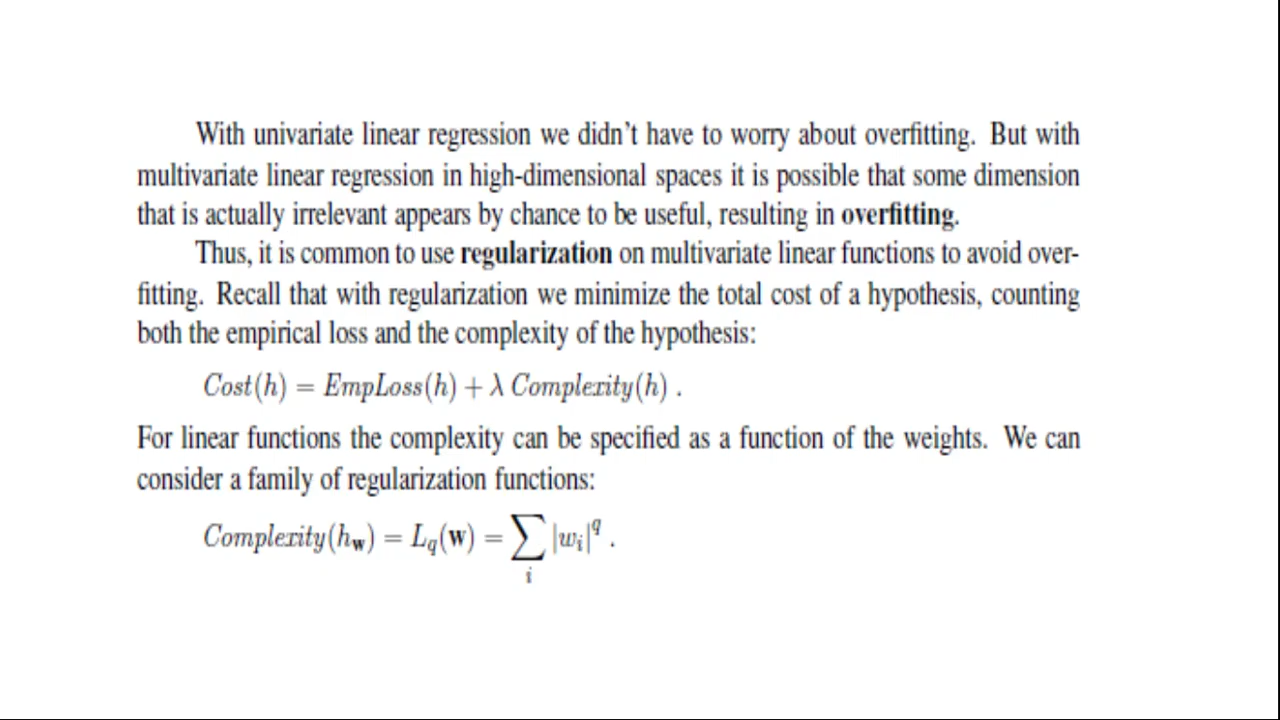 With univariate linear regression we didn't have to worry about overfitting. But with
multivariate linear regression in high-dimensional spaces it is possible that some dimension
that is actually irrelevant appears by chance to be useful, resulting in overfitting.
Thus, it is common to use regularization on multivariate linear functions to avoid over-
fitting. Recall that with regularization we minimize the total cost of a hypothesis, counting
both the empirical loss and the complexity of the hypothesis:
Cost(h) = EmpLoss(h) + λ Complexity(h) .
For linear functions the complexity can be specified as a function of the weights. We can
consider a family of regularization functions:
Complexity(h_w) = L_q(w) = ∑_i |w_i|^q .